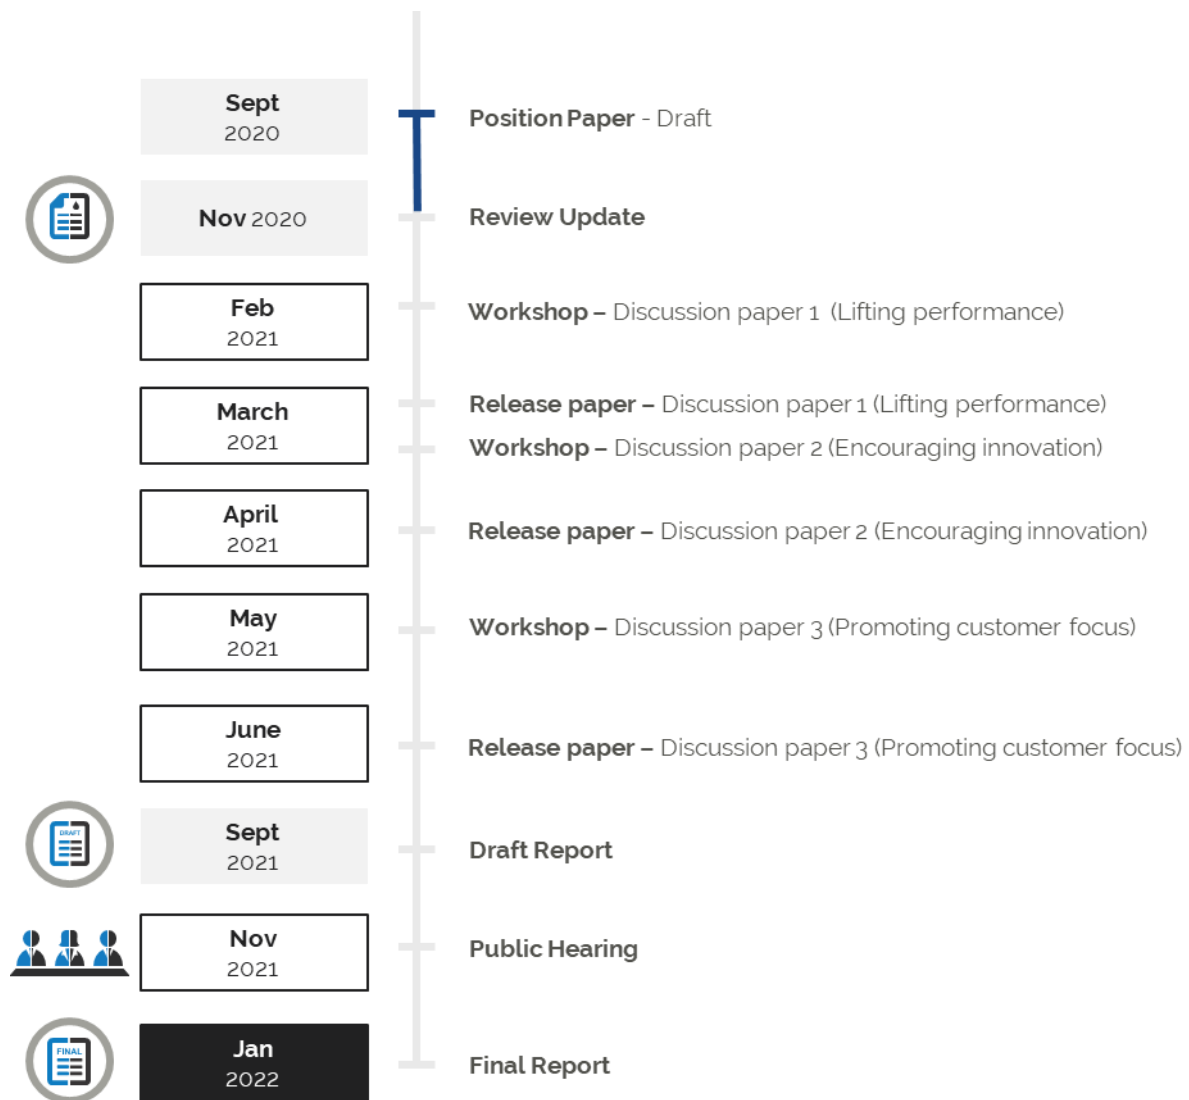 Sept
2020
Position Paper - Draft
Nov 2020
Review Update
Feb
2021
Workshop – Discussion paper 1 (Lifting performance)
March
2021
Release paper – Discussion paper 1 (Lifting performance)
Workshop – Discussion paper 2 (Encouraging innovation)
April
2021
Release paper – Discussion paper 2 (Encouraging innovation)
May
2021
Workshop – Discussion paper 3 (Promoting customer focus)
June
2021
Release paper – Discussion paper 3 (Promoting customer focus)
DRAFT
Sept
2021
Draft Report
Nov
2021
Public Hearing
FINAL
Jan
2022
Final Report